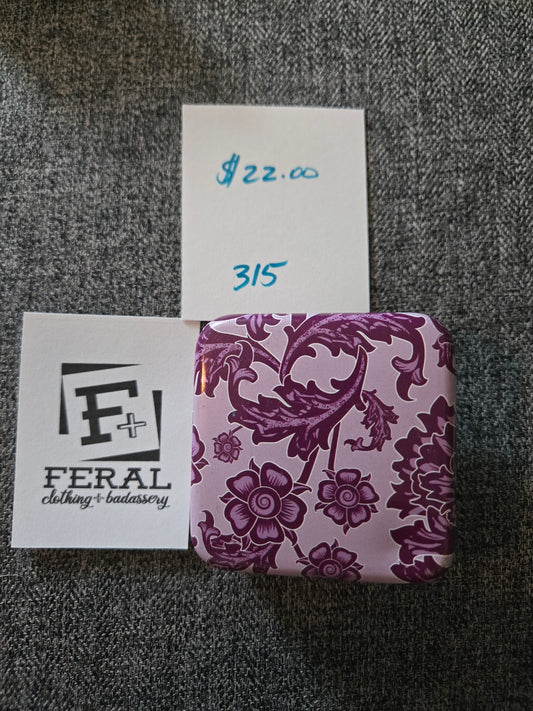 $22.00
315
F+
FERAL
clothing + badassery